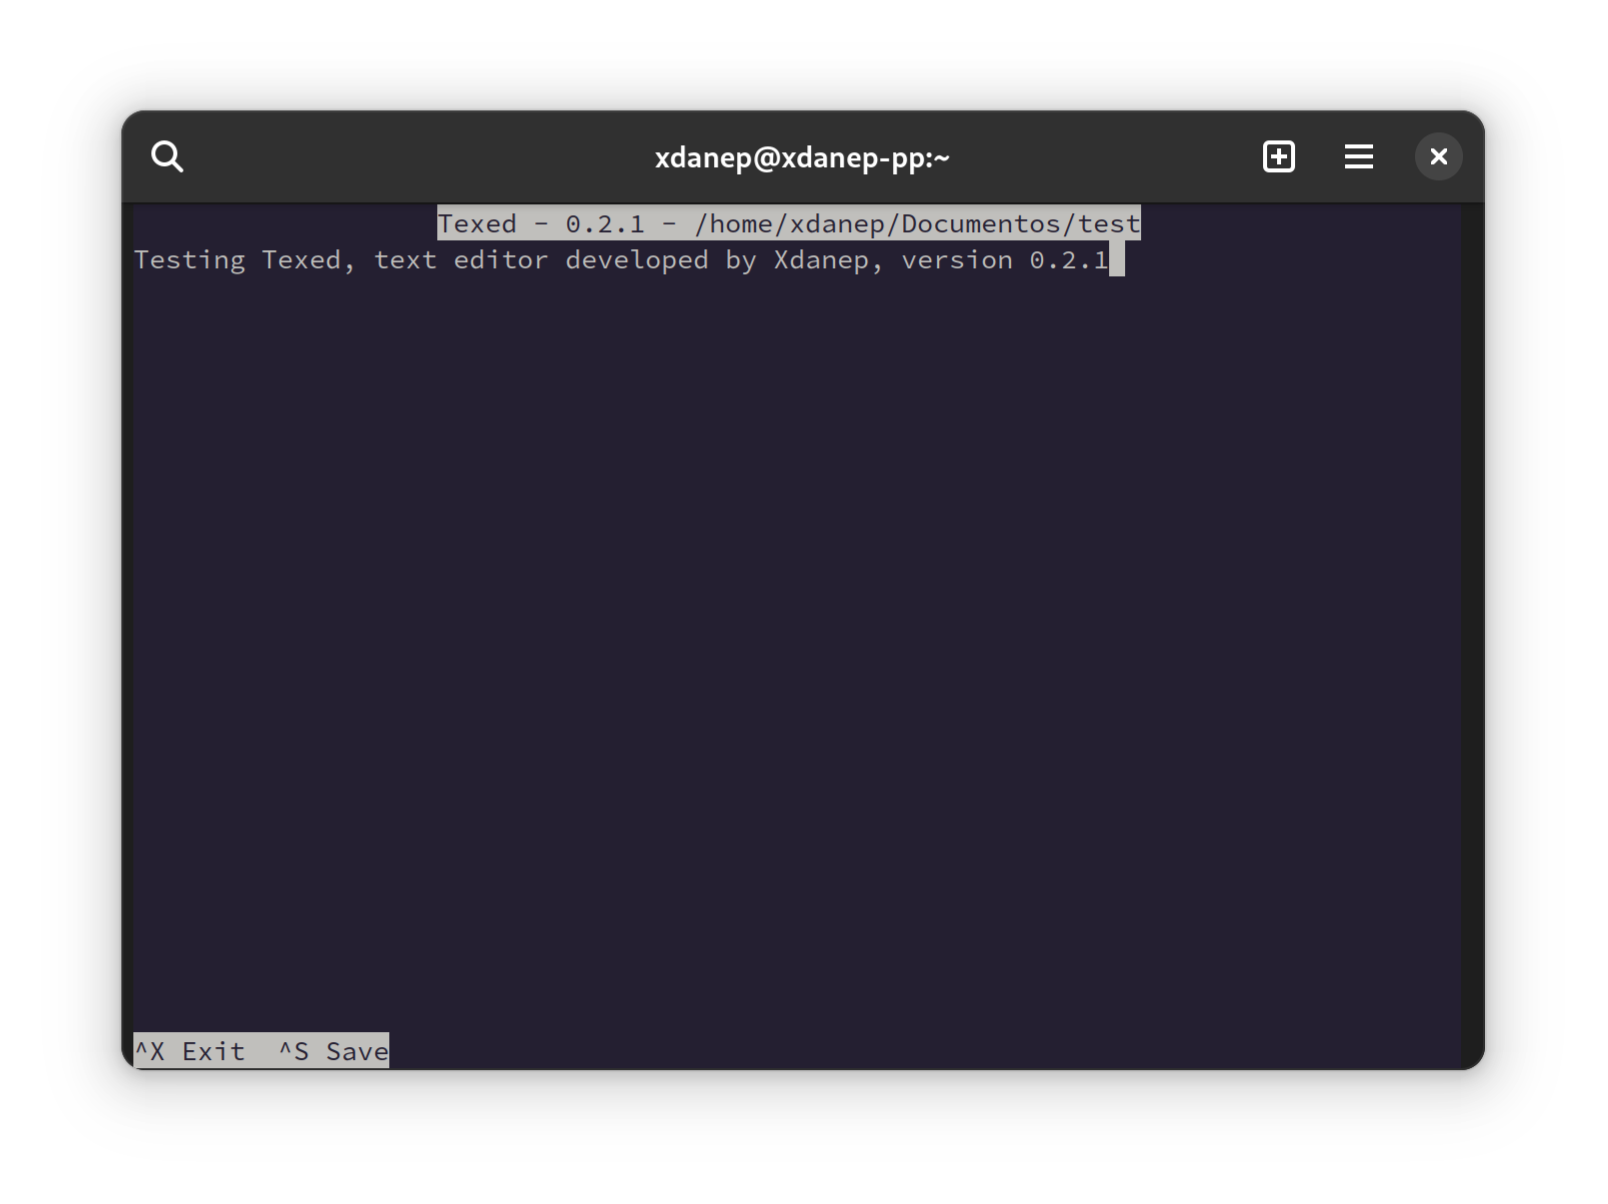 xdanep@xdanep-pp:~
Texed - 0.2.1 - /home/xdanep/Documentos/test
Testing Texed, text editor developed by Xdanep, version 0.2.1
^X Exit  ^S Save